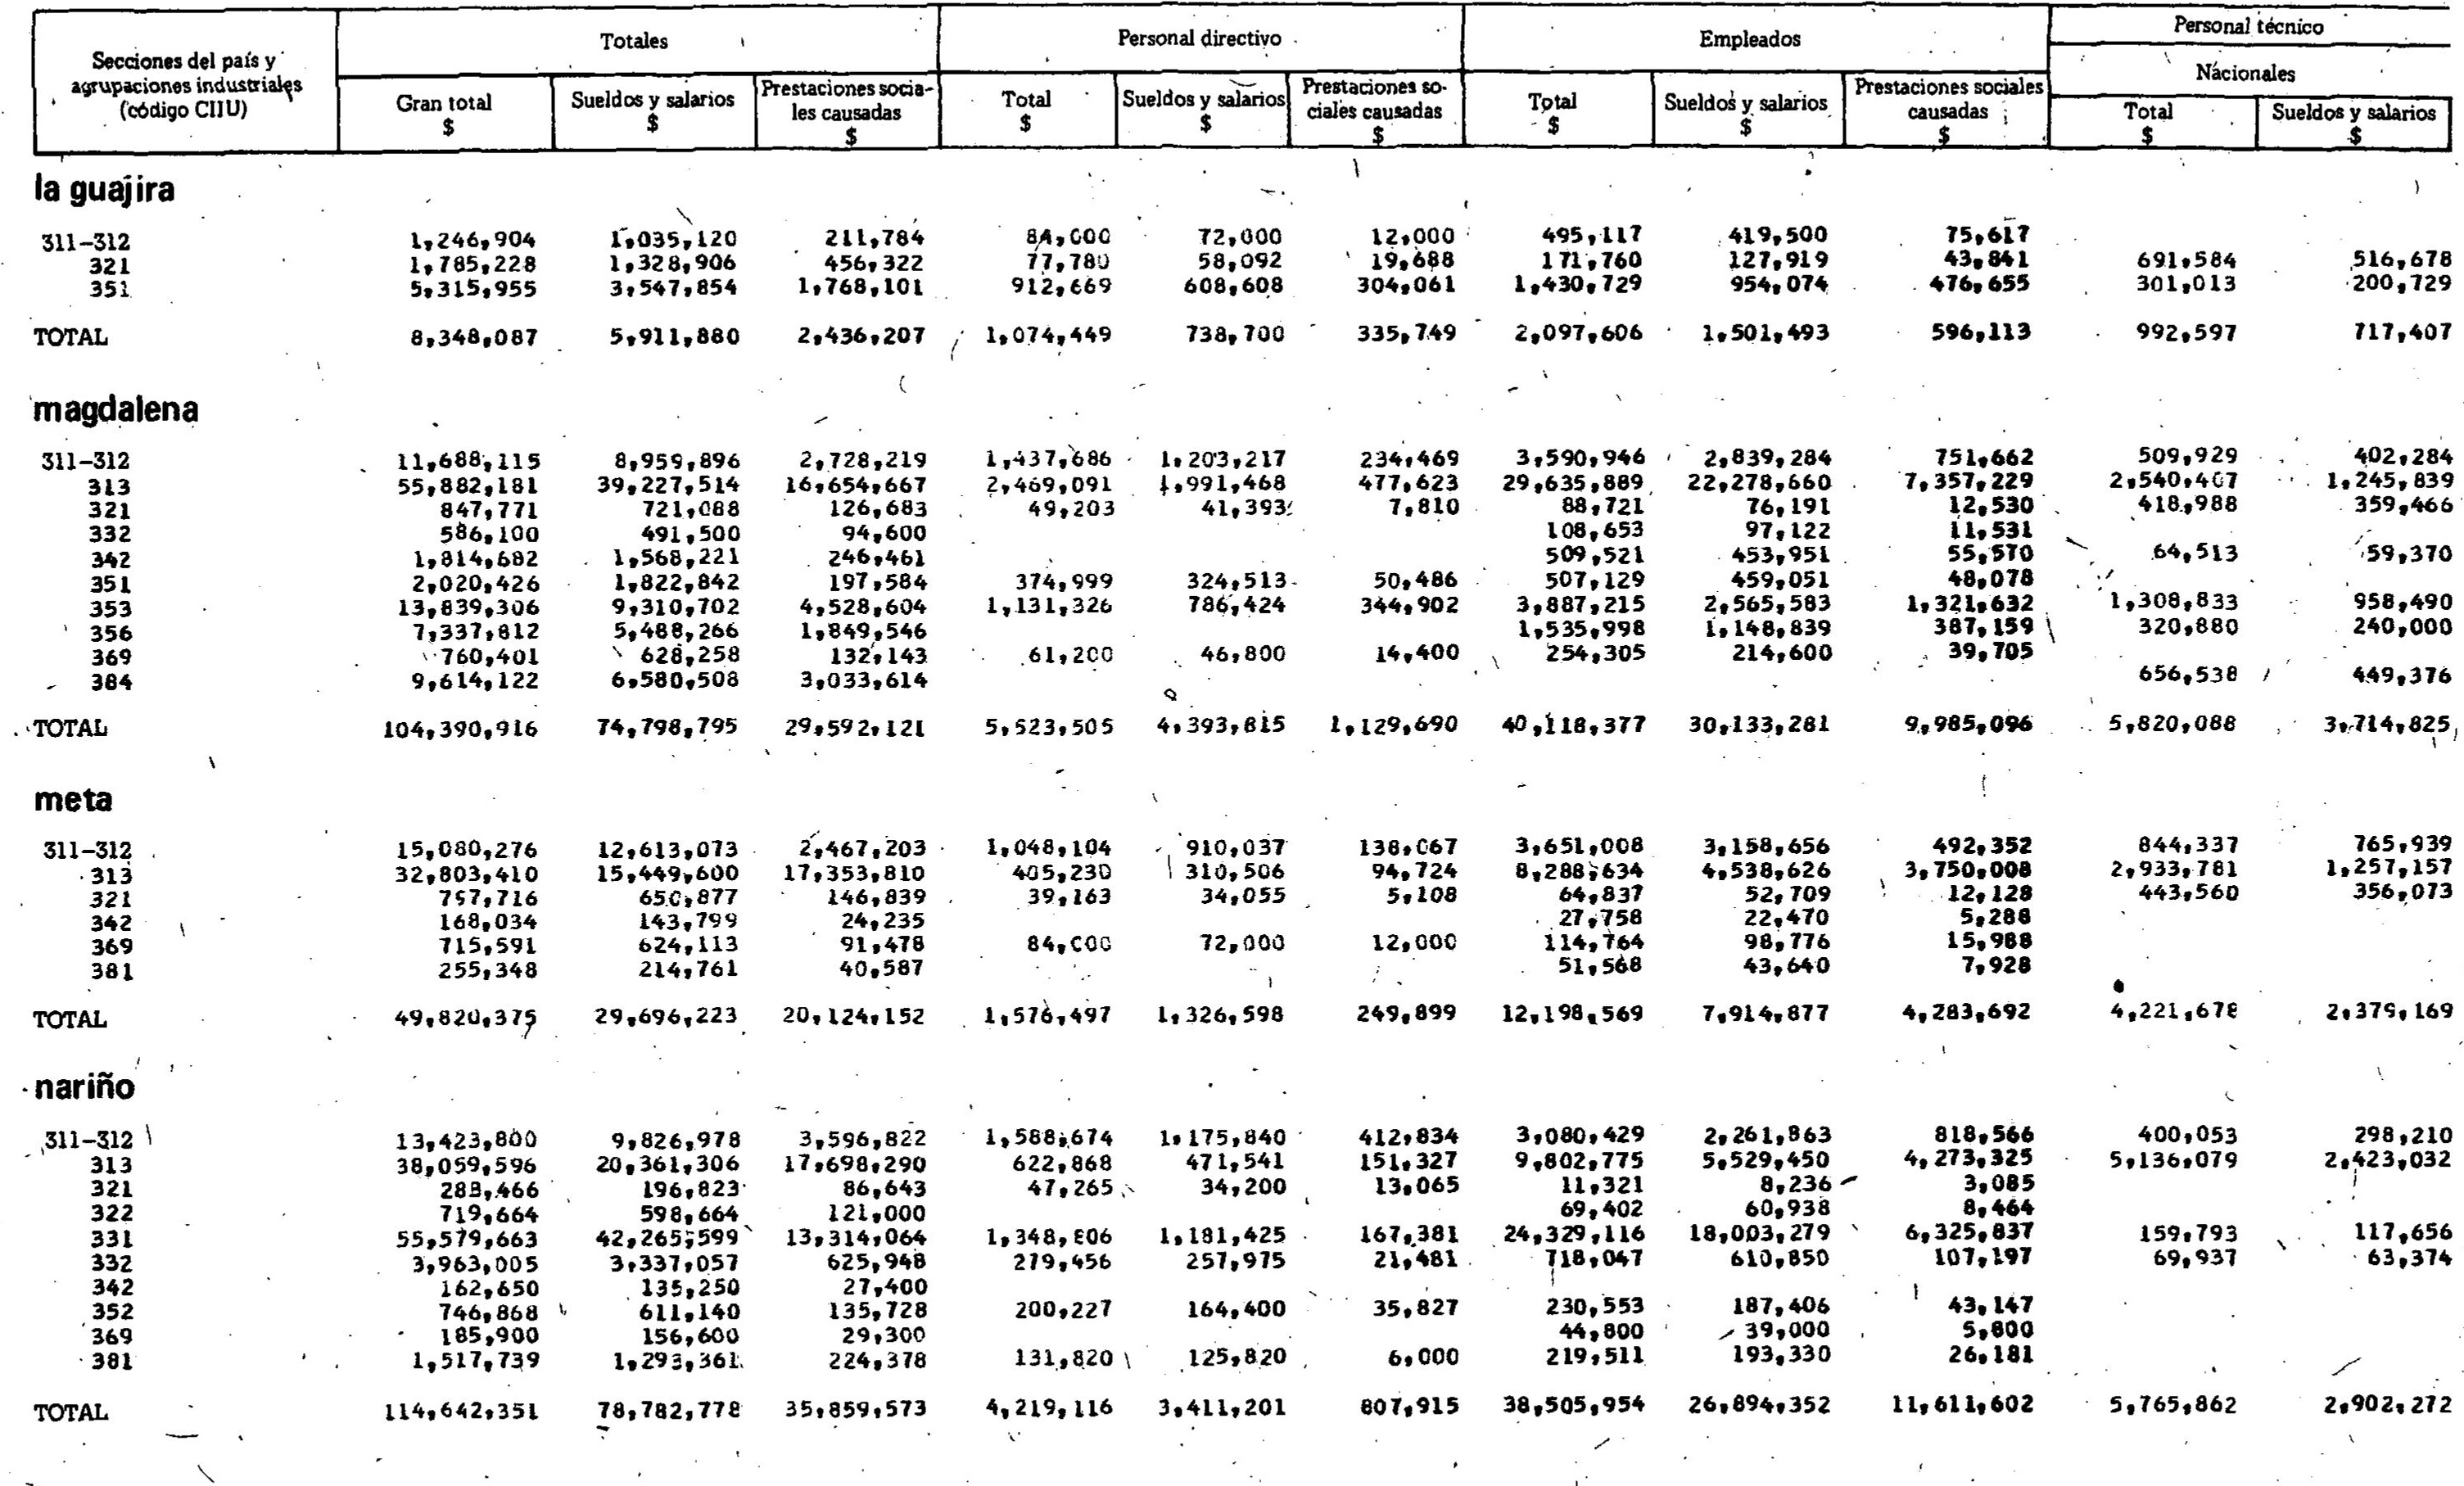 Secciones del país y agrupaciones industriales (código CIIU) Totales Personal directivo Empleados Personal técnico
Nacionales
Gran total $ Sueldos y salarios $ Prestaciones socia-les causadas $ Total $ Sueldos y salarios $ Prestaciones so-ciales causadas $ Total $ Sueldos y salarios $ Prestaciones sociales causadas $ Total $ Sueldos y salarios $
la guajira
311-312 1,246,904 1,035,120 211,784 84,000 72,000 12,000 495,117 419,500 75,617
321 1,785,228 1,328,906 456,322 77,780 58,092 19,688 171,760 127,919 43,841 691,584 516,678
351 5,315,955 3,547,854 1,768,101 912,669 608,608 304,061 1,430,729 954,074 476,655 301,013 200,729
TOTAL 8,348,087 5,911,880 2,436,207 1,074,449 738,700 335,749 2,097,606 1,501,493 596,113 992,597 717,407
magdalena
311-312 11,688,115 8,959,896 2,728,219 1,437,686 1,203,217 234,469 3,590,946 2,839,284 751,662 509,929 402,284
313 55,882,181 39,227,514 16,654,667 2,469,091 1,991,468 477,623 29,635,889 22,278,660 7,357,229 2,540,407 1,245,839
321 847,771 721,088 126,683 49,203 41,393 7,810 88,721 76,191 12,530 418,988 359,466
332 586,100 491,500 94,600 108,653 97,122 11,531
342 1,814,682 1,568,221 246,461 509,521 453,951 55,570 64,513 59,370
351 2,020,426 1,822,842 197,584 374,999 324,513 50,486 507,129 459,051 48,078
353 13,839,306 9,310,702 4,528,604 1,131,326 786,424 344,902 3,887,215 2,565,583 1,321,632 1,308,833 958,490
356 7,337,812 5,488,266 1,849,546 1,535,998 1,148,839 387,159 320,880 240,000
369 760,401 628,258 132,143 61,200 46,800 14,400 254,305 214,600 39,705
384 9,614,122 6,580,508 3,033,614 656,538 449,376
TOTAL 104,390,916 74,798,795 29,592,121 5,523,505 4,393,815 1,129,690 40,118,377 30,133,281 9,985,096 5,820,088 3,714,825
meta
311-312 15,080,276 12,613,073 2,467,203 1,048,104 910,037 138,067 3,651,008 3,158,656 492,352 844,337 765,939
313 32,803,410 15,449,600 17,353,810 405,230 310,506 94,724 8,288,634 4,538,626 3,750,008 2,933,781 1,257,157
321 797,716 650,877 146,839 39,163 34,055 5,108 64,837 52,709 12,128 443,560 356,073
342 168,034 143,799 24,235 27,758 22,470 5,288
369 715,591 624,113 91,478 84,000 72,000 12,000 114,764 98,776 15,988
381 255,348 214,761 40,587 51,568 43,640 7,928
TOTAL 49,820,375 29,696,223 20,124,152 1,576,497 1,326,598 249,899 12,198,569 7,914,877 4,283,692 4,221,678 2,379,169
nariño
311-312 13,423,800 9,826,978 3,596,822 1,588,674 1,175,840 412,834 3,080,429 2,261,863 818,566 400,053 298,210
313 38,059,596 20,361,306 17,698,290 622,868 471,541 151,327 9,802,775 5,529,450 4,273,325 5,136,079 2,423,032
321 283,466 196,823 86,643 47,265 34,200 13,065 11,321 8,236 3,085
322 719,664 598,664 121,000 69,402 60,938 8,464
331 55,579,663 42,265,599 13,314,064 1,348,806 1,181,425 167,381 24,329,116 18,003,279 6,325,837 159,793 117,656
332 3,963,005 3,337,057 625,948 279,456 257,975 21,481 718,047 610,850 107,197 69,937 63,374
342 162,650 135,250 27,400
352 746,868 611,140 135,728 200,227 164,400 35,827 230,553 187,406 43,147
369 185,900 156,600 29,300 44,800 39,000 5,800
381 1,517,739 1,293,361 224,378 131,820 125,820 6,000 219,511 193,330 26,181
TOTAL 114,642,351 78,782,778 35,859,573 4,219,116 3,411,201 807,915 38,505,954 26,894,352 11,611,602 5,765,862 2,902,272